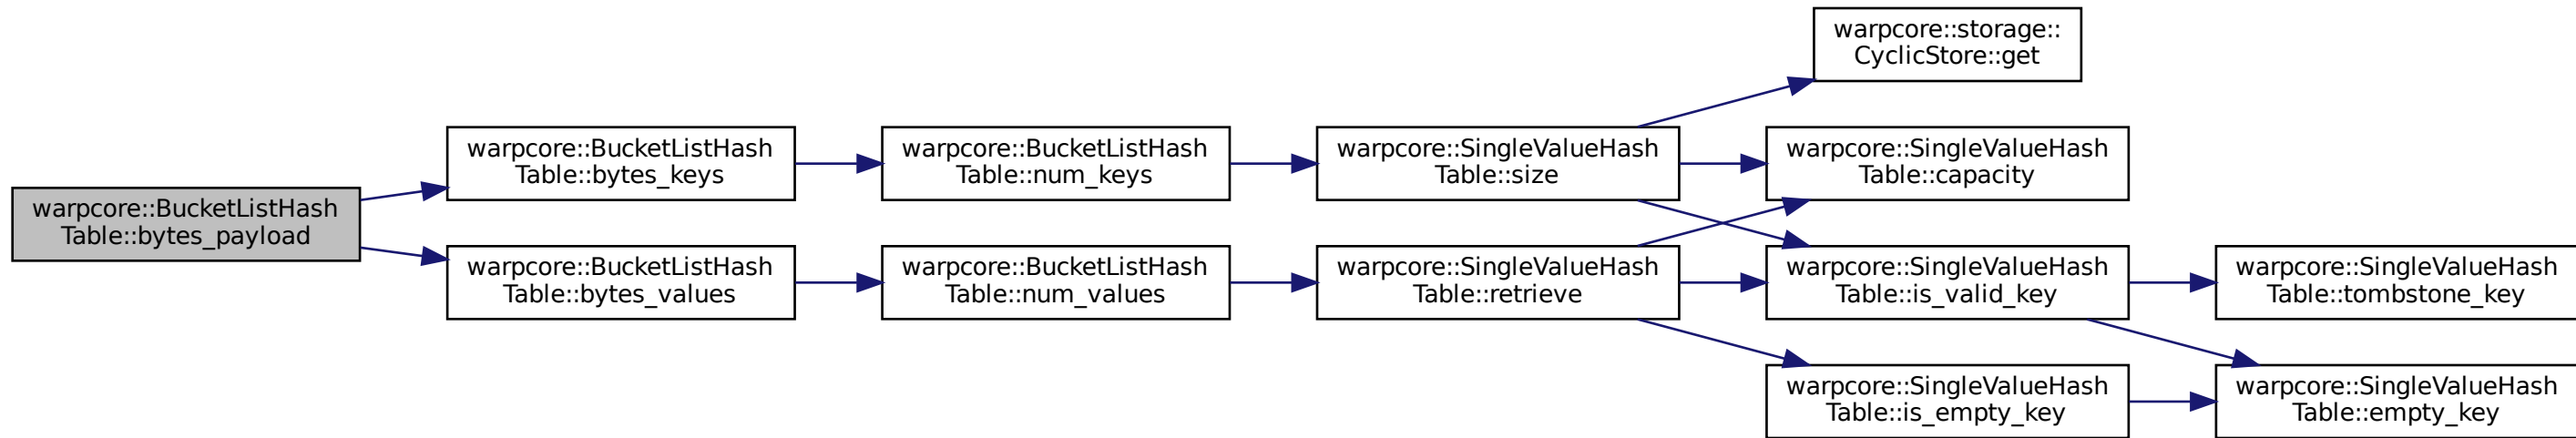 warpcore::BucketListHash
Table::bytes_payload
warpcore::BucketListHash
Table::bytes_keys
warpcore::BucketListHash
Table::bytes_values
warpcore::BucketListHash
Table::num_keys
warpcore::BucketListHash
Table::num_values
warpcore::SingleValueHash
Table::size
warpcore::SingleValueHash
Table::retrieve
warpcore::storage::
CyclicStore::get
warpcore::SingleValueHash
Table::capacity
warpcore::SingleValueHash
Table::is_valid_key
warpcore::SingleValueHash
Table::is_empty_key
warpcore::SingleValueHash
Table::tombstone_key
warpcore::SingleValueHash
Table::empty_key